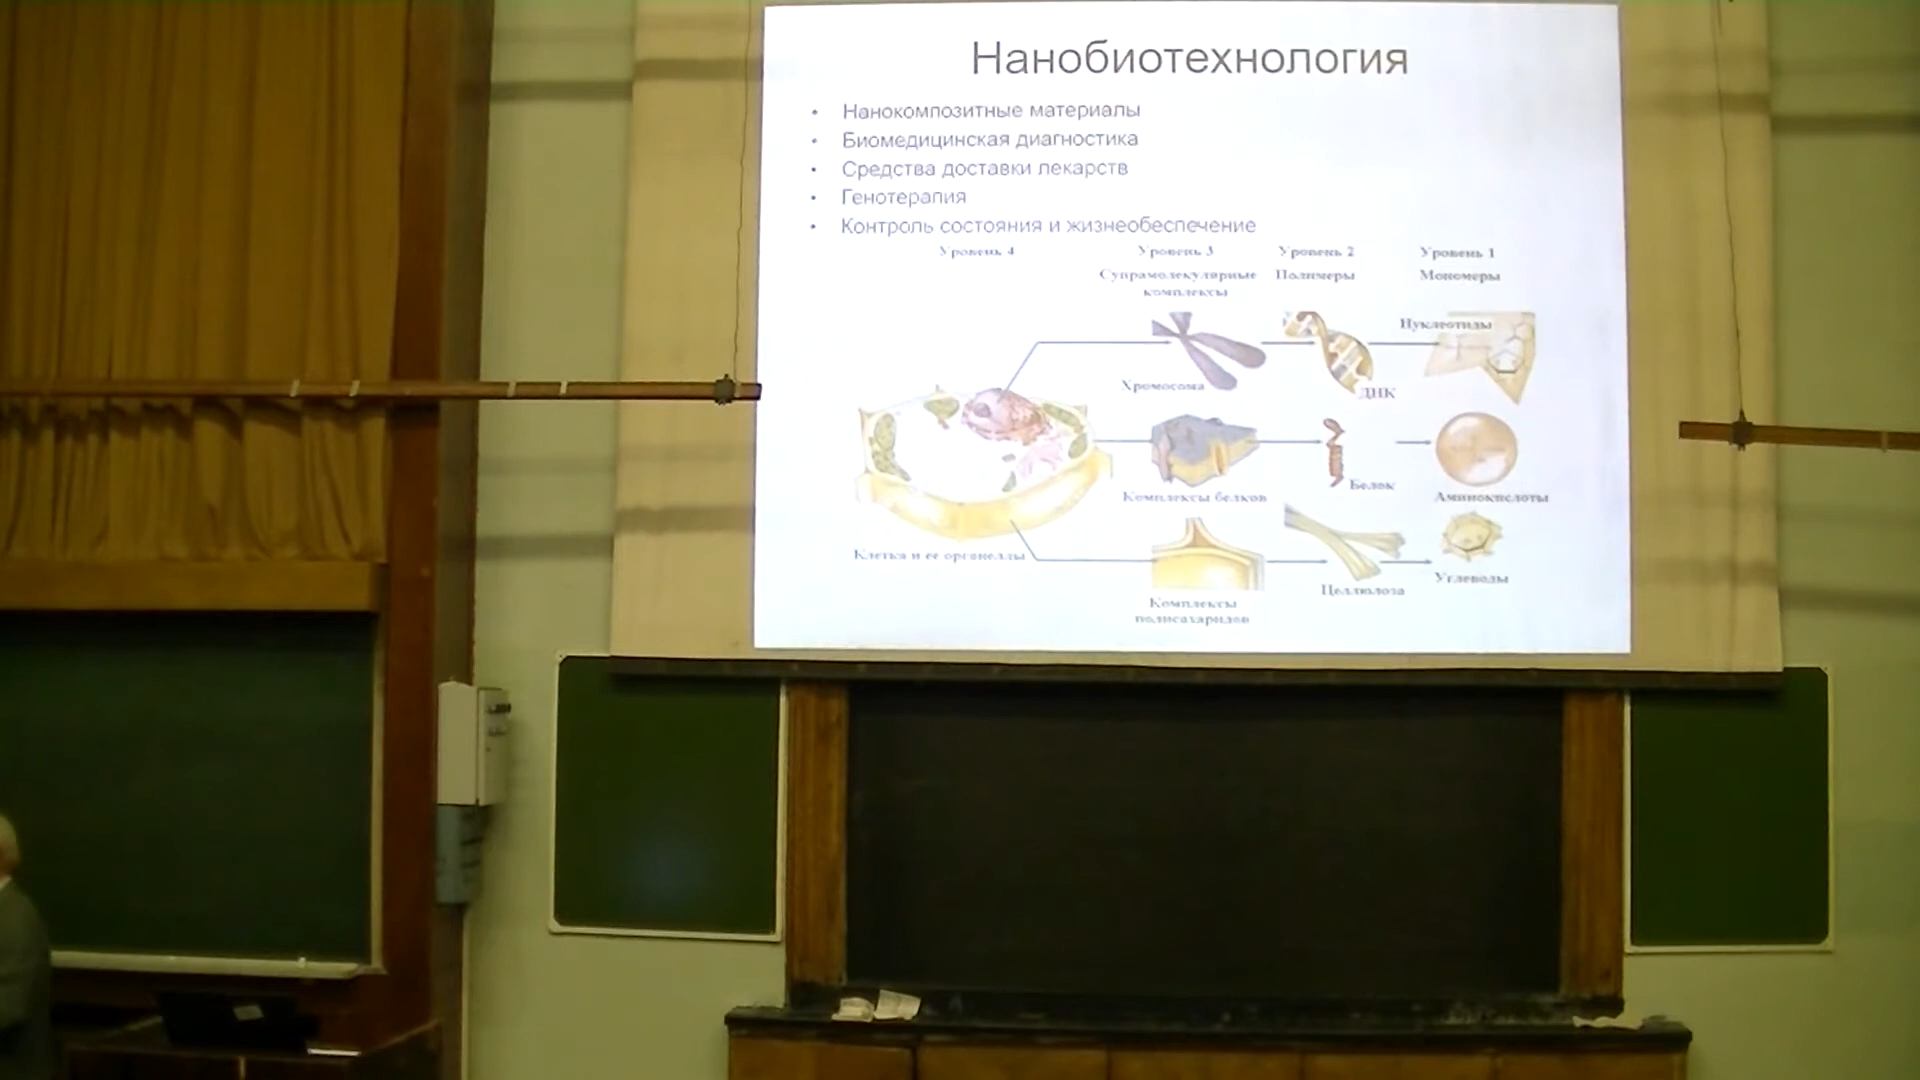 Нанобиотехнология
• Нанокомпозитные материалы
• Биомедицинская диагностика
• Средства доставки лекарств
• Генотерапия
• Контроль состояния и жизнеобеспечение
Уровень 4
Уровень 3
Уровень 2
Уровень 1
Супрамолекулярные
комплексы
Полимеры
Мономеры
Нуклеотиды
Хромосома
ДНК
Комплексы белков
Белок
Аминокислоты
Клетка и ее органеллы
Комплексы
полисахаридов
Целлюлоза
Углеводы